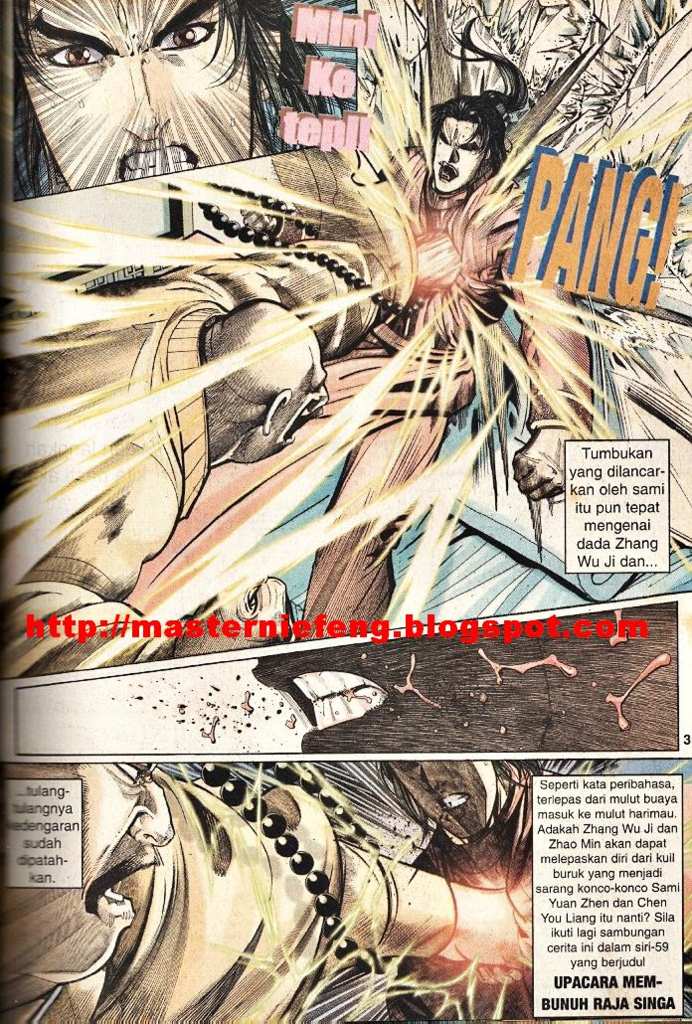 Min!
Ke
tepi!
PANG!
Tumbukan
yang dilancar-
kan oleh sami
itu pun tepat
mengenai
dada Zhang
Wu Ji dan...
http://masterniefeng.blogspot.com
3
...tulang-
tulangnya
kedengaran
sudah
dipatah-
kan.
Seperti kata peribahasa,
terlepas dari mulut buaya
masuk ke mulut harimau.
Adakah Zhang Wu Ji dan
Zhao Min akan dapat
melepaskan diri dari kuil
buruk yang menjadi
sarang konco-konco Sami
Yuan Zhen dan Chen
You Liang itu nanti? Sila
ikuti lagi sambungan
cerita ini dalam siri-59
yang berjudul
UPACARA MEM-
BUNUH RAJA SINGA